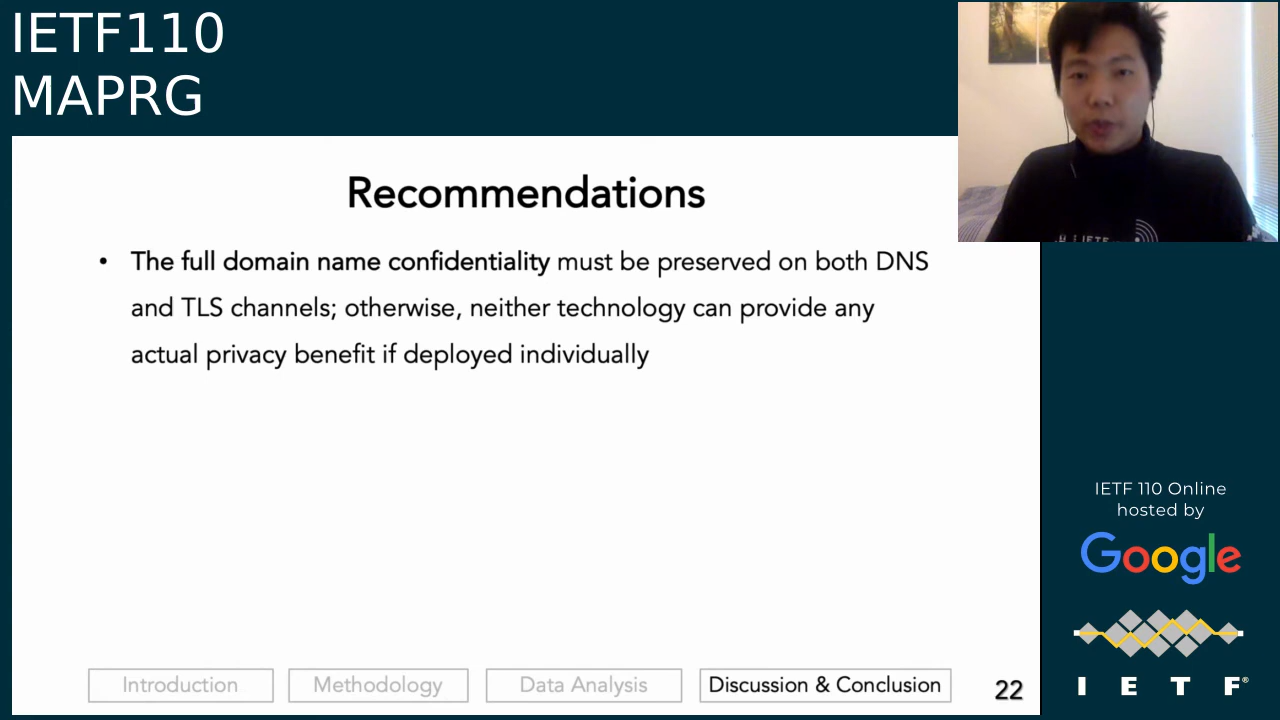 IETF110
MAPRG
Recommendations
• The full domain name confidentiality must be preserved on both DNS
and TLS channels; otherwise, neither technology can provide any
actual privacy benefit if deployed individually
IETF 110 Online
hosted by
Google
I E T F®
Introduction
Methodology
Data Analysis
Discussion & Conclusion
22